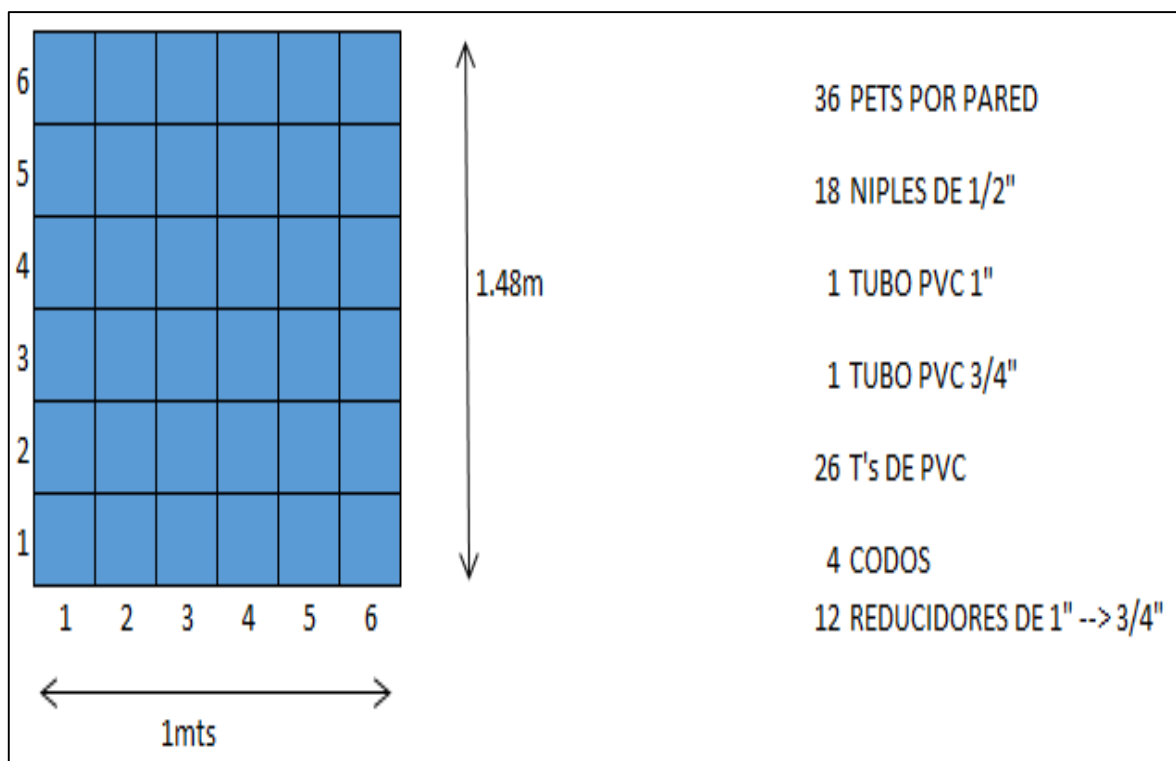 6
5
4
3
2
1
1 2 3 4 5 6
1mts
1.48m
36 PETS POR PARED
18 NIPLES DE 1/2"
1 TUBO PVC 1"
1 TUBO PVC 3/4"
26 T's DE PVC
4 CODOS
12 REDUCIDORES DE 1" --> 3/4"